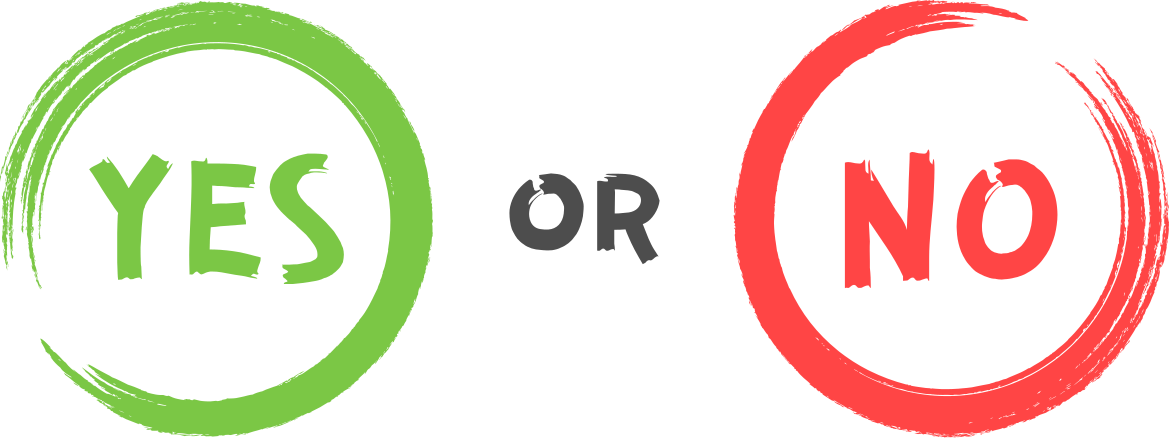 YES OR NO